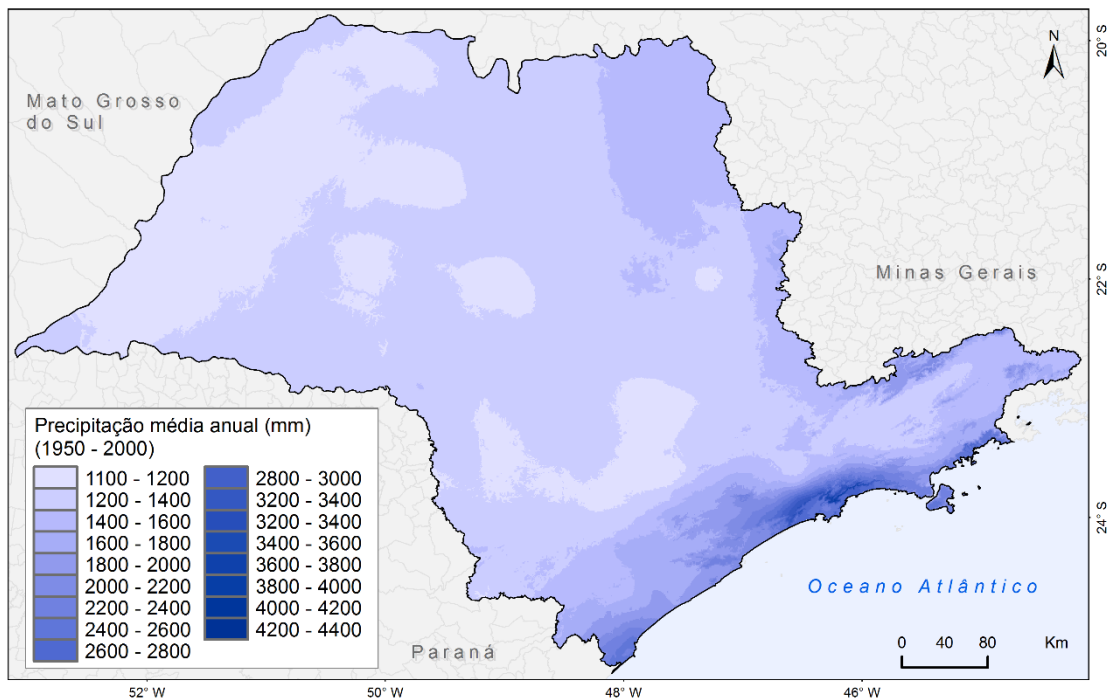 20° S
N
Mato Grosso
do Sul
Minas Gerais
22° S
Precipitação média anual (mm)
(1950 - 2000)
1100 - 1200
1200 - 1400
1400 - 1600
1600 - 1800
1800 - 2000
2000 - 2200
2200 - 2400
2400 - 2600
2600 - 2800
2800 - 3000
3200 - 3400
3200 - 3400
3400 - 3600
3600 - 3800
3800 - 4000
4000 - 4200
4200 - 4400
24° S
Oceano Atlântico
Paraná
0 40 80 Km
52° W 50° W 48° W 46° W